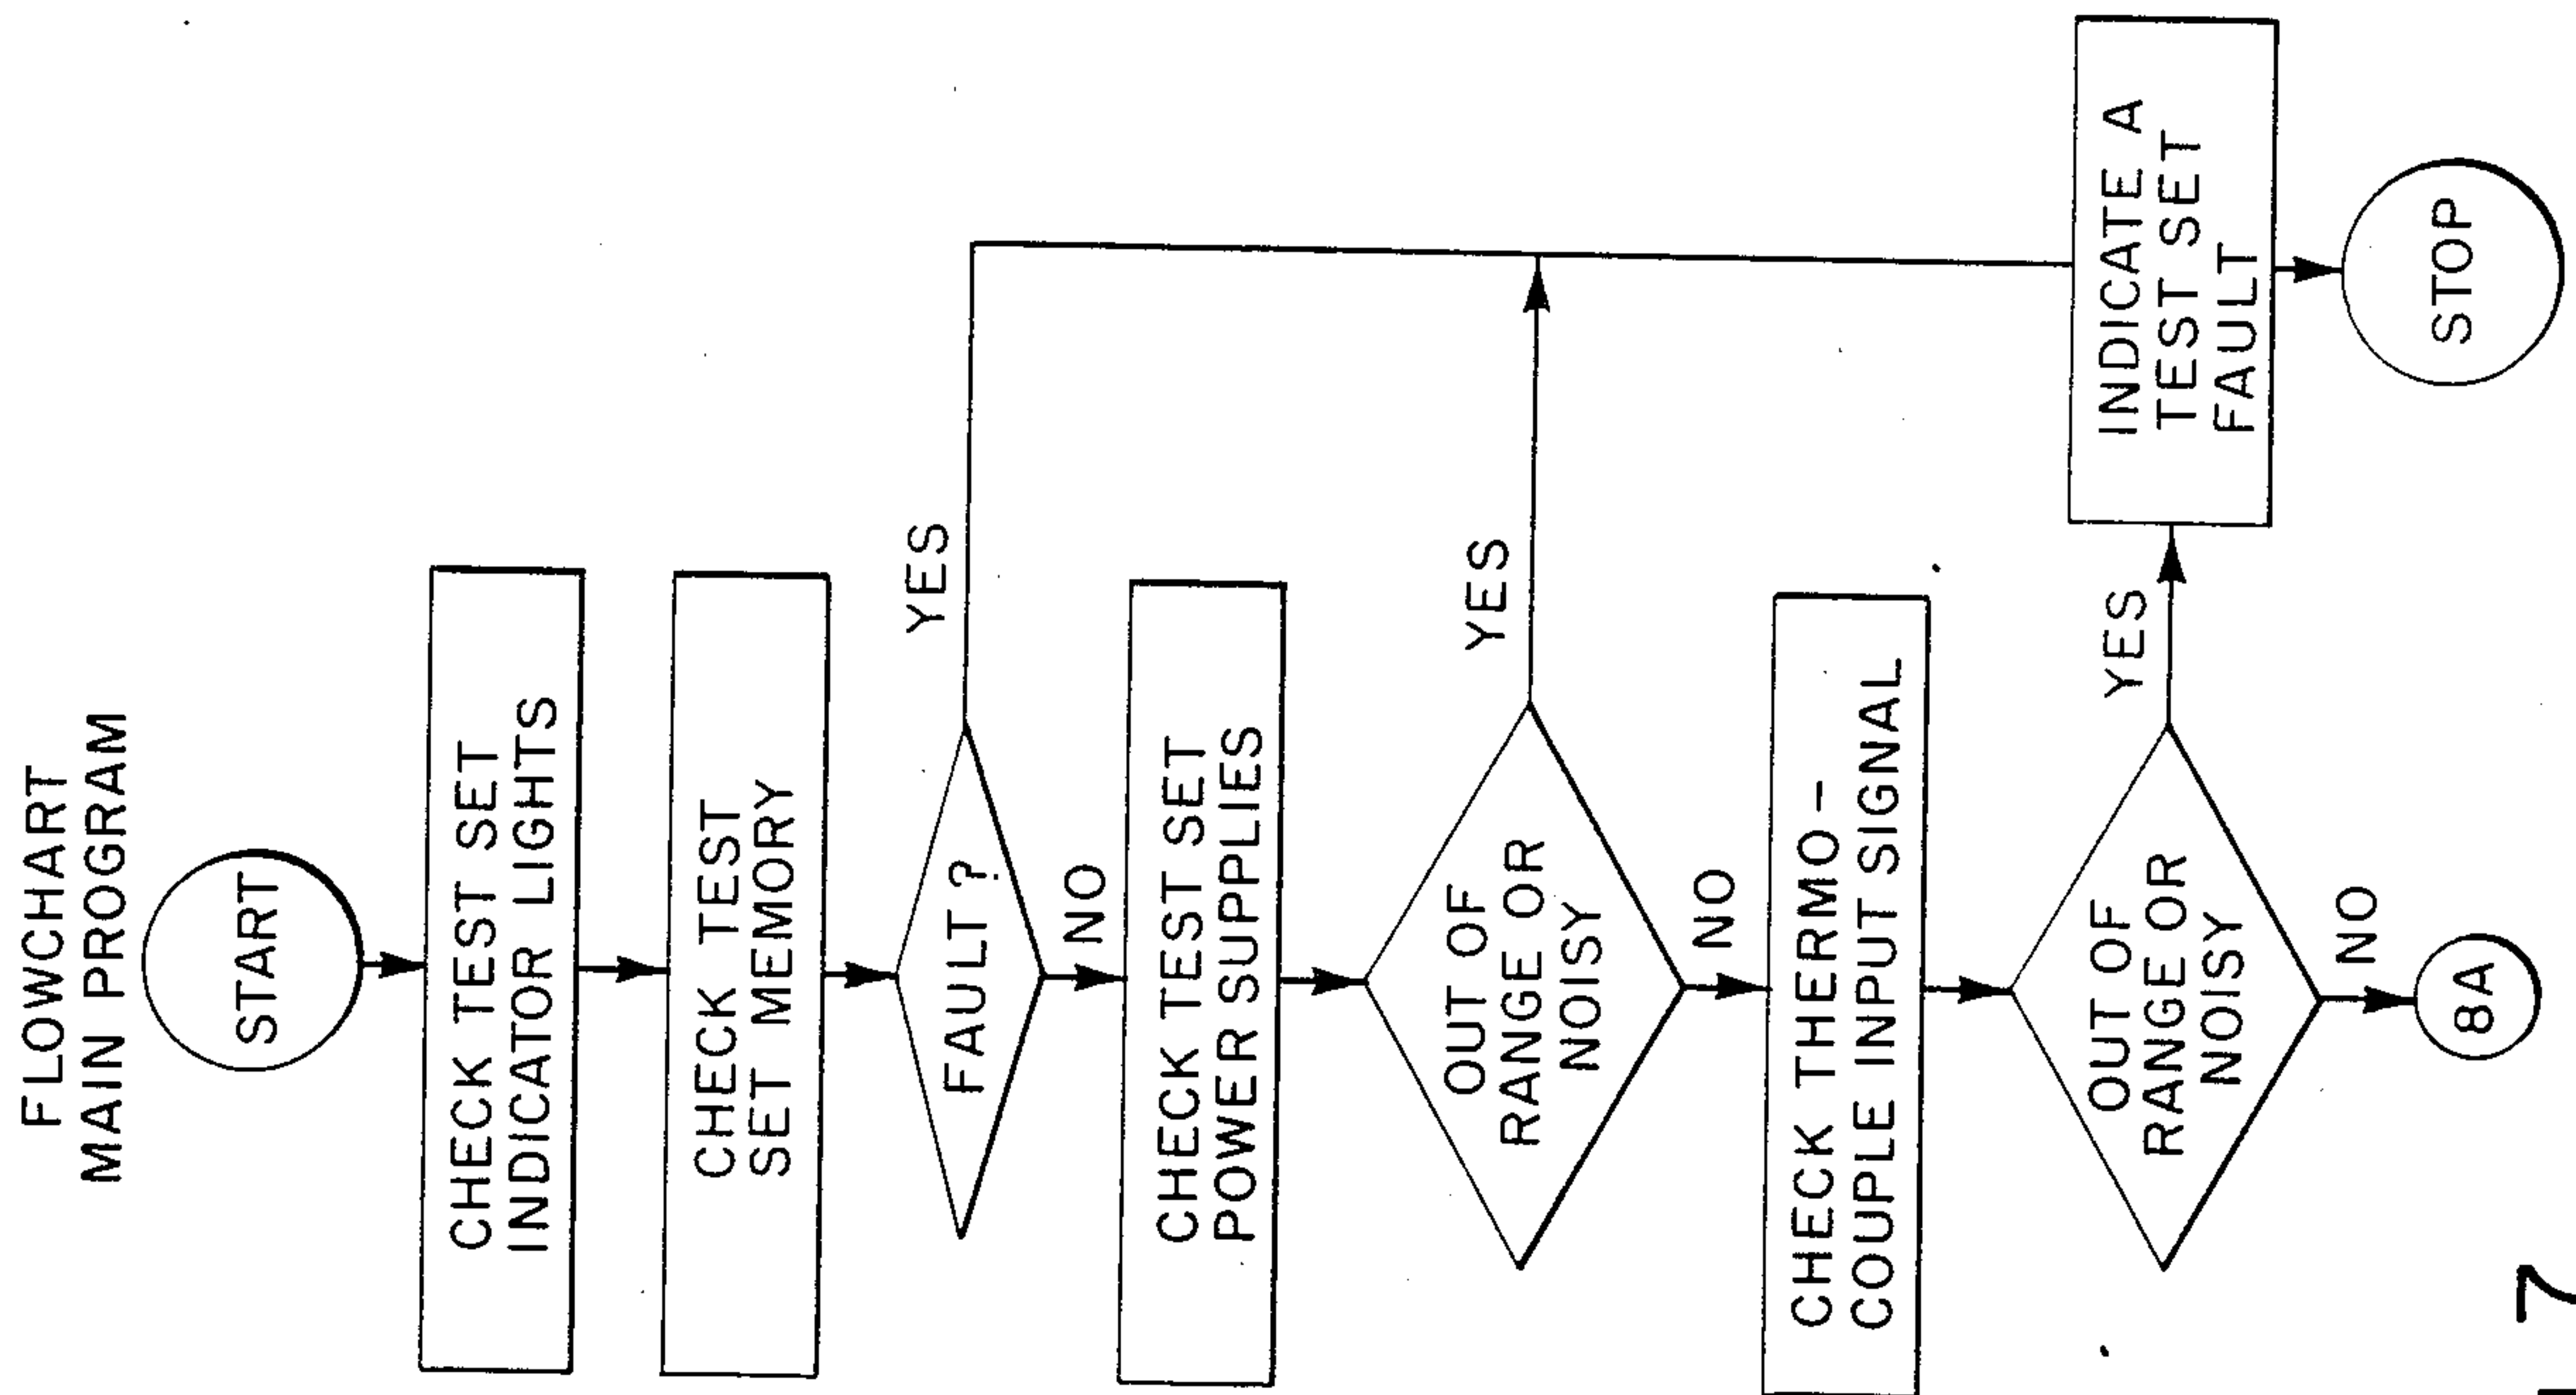 FLOWCHART
MAIN PROGRAM
START
CHECK TEST SET
INDICATOR LIGHTS
CHECK TEST
SET MEMORY
FAULT?
YES
NO
CHECK TEST SET
POWER SUPPLIES
OUT OF
RANGE OR
NOISY
YES
NO
CHECK THERMO-
COUPLE INPUT SIGNAL
OUT OF
RANGE OR
NOISY
YES
NO
INDICATE A
TEST SET
FAULT
STOP
8A
7